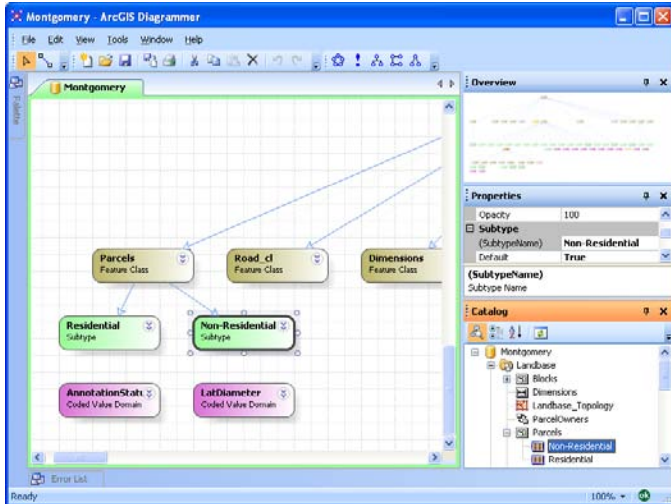 Montgomery - ArcGIS Diagrammer
File Edit View Tools Window Help
Palette
Montgomery
Parcels
Feature Class
Road_cl
Feature Class
Dimensions
Feature Class
Residential
Subtype
Non-Residential
Subtype
AnnotationStatu
Coded Value Domain
LatDiameter
Coded Value Domain
Error List
Overview
Properties
Opacity 100
Subtype
(SubtypeName) Non-Residential
Default True
(SubtypeName)
Subtype Name
Catalog
Montgomery
Landbase
Blocks
Dimensions
Landbase_Topology
ParcelOwners
Parcels
Non-Residential
Residential
Ready
100%
ok